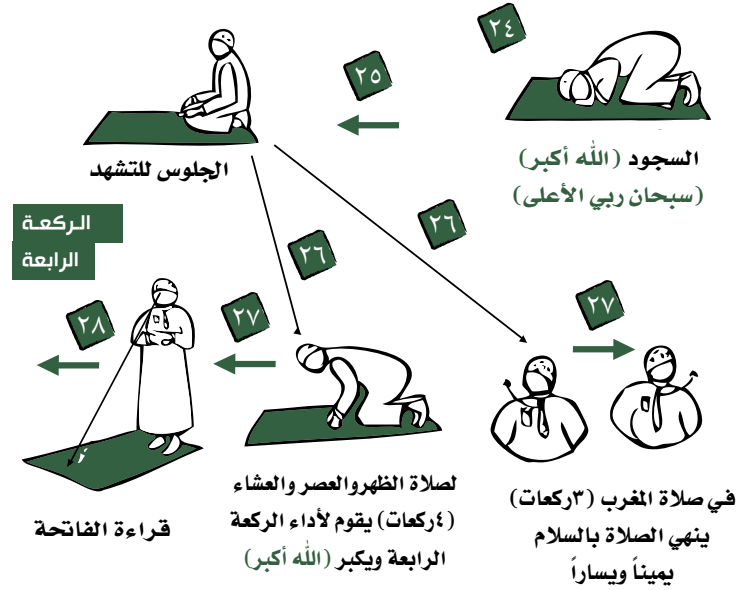 ٢٤
السجود (الله أكبر)
(سبحان ربي الأعلى)
٢٥
الجلوس للتشهد
٢٦
٢٦
٢٧
في صلاة المغرب (٣ركعات)
ينهي الصلاة بالسلام
يميناً ويساراً
لصلاة الظهر والعصر والعشاء
(٤ركعات) يقوم لأداء الركعة
الرابعة ويكبر (الله أكبر)
٢٧
الركعة
الرابعة
قراءة الفاتحة
٢٨